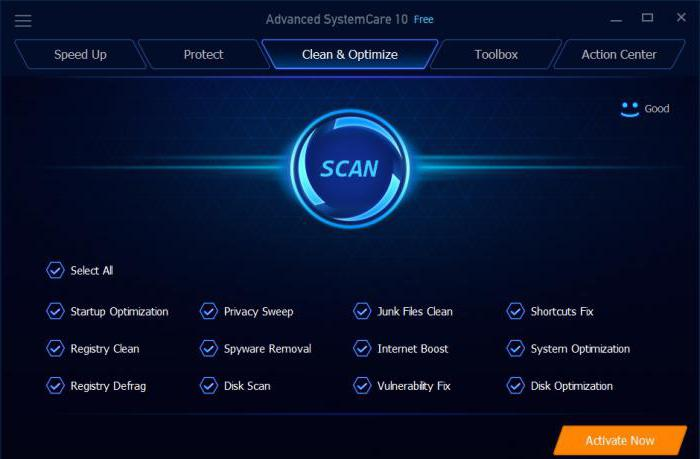 Advanced SystemCare 10 Free
Speed Up Protect Clean & Optimize Toolbox Action Center
Good
SCAN
Select All
Startup Optimization Privacy Sweep Junk Files Clean Shortcuts Fix
Registry Clean Spyware Removal Internet Boost System Optimization
Registry Defrag Disk Scan Vulnerability Fix Disk Optimization
Activate Now